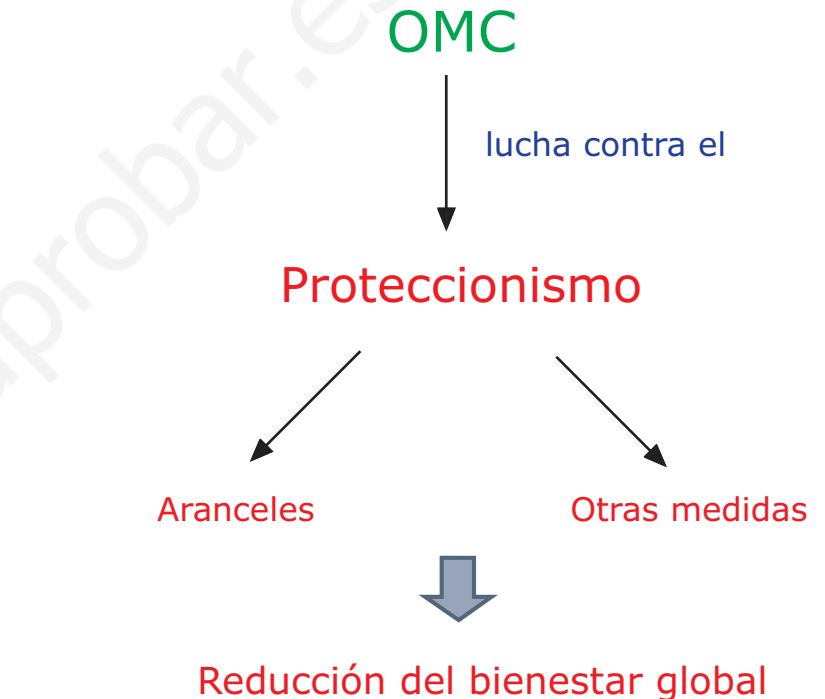 OMC
lucha contra el
Proteccionismo
Aranceles
Otras medidas
Reducción del bienestar global